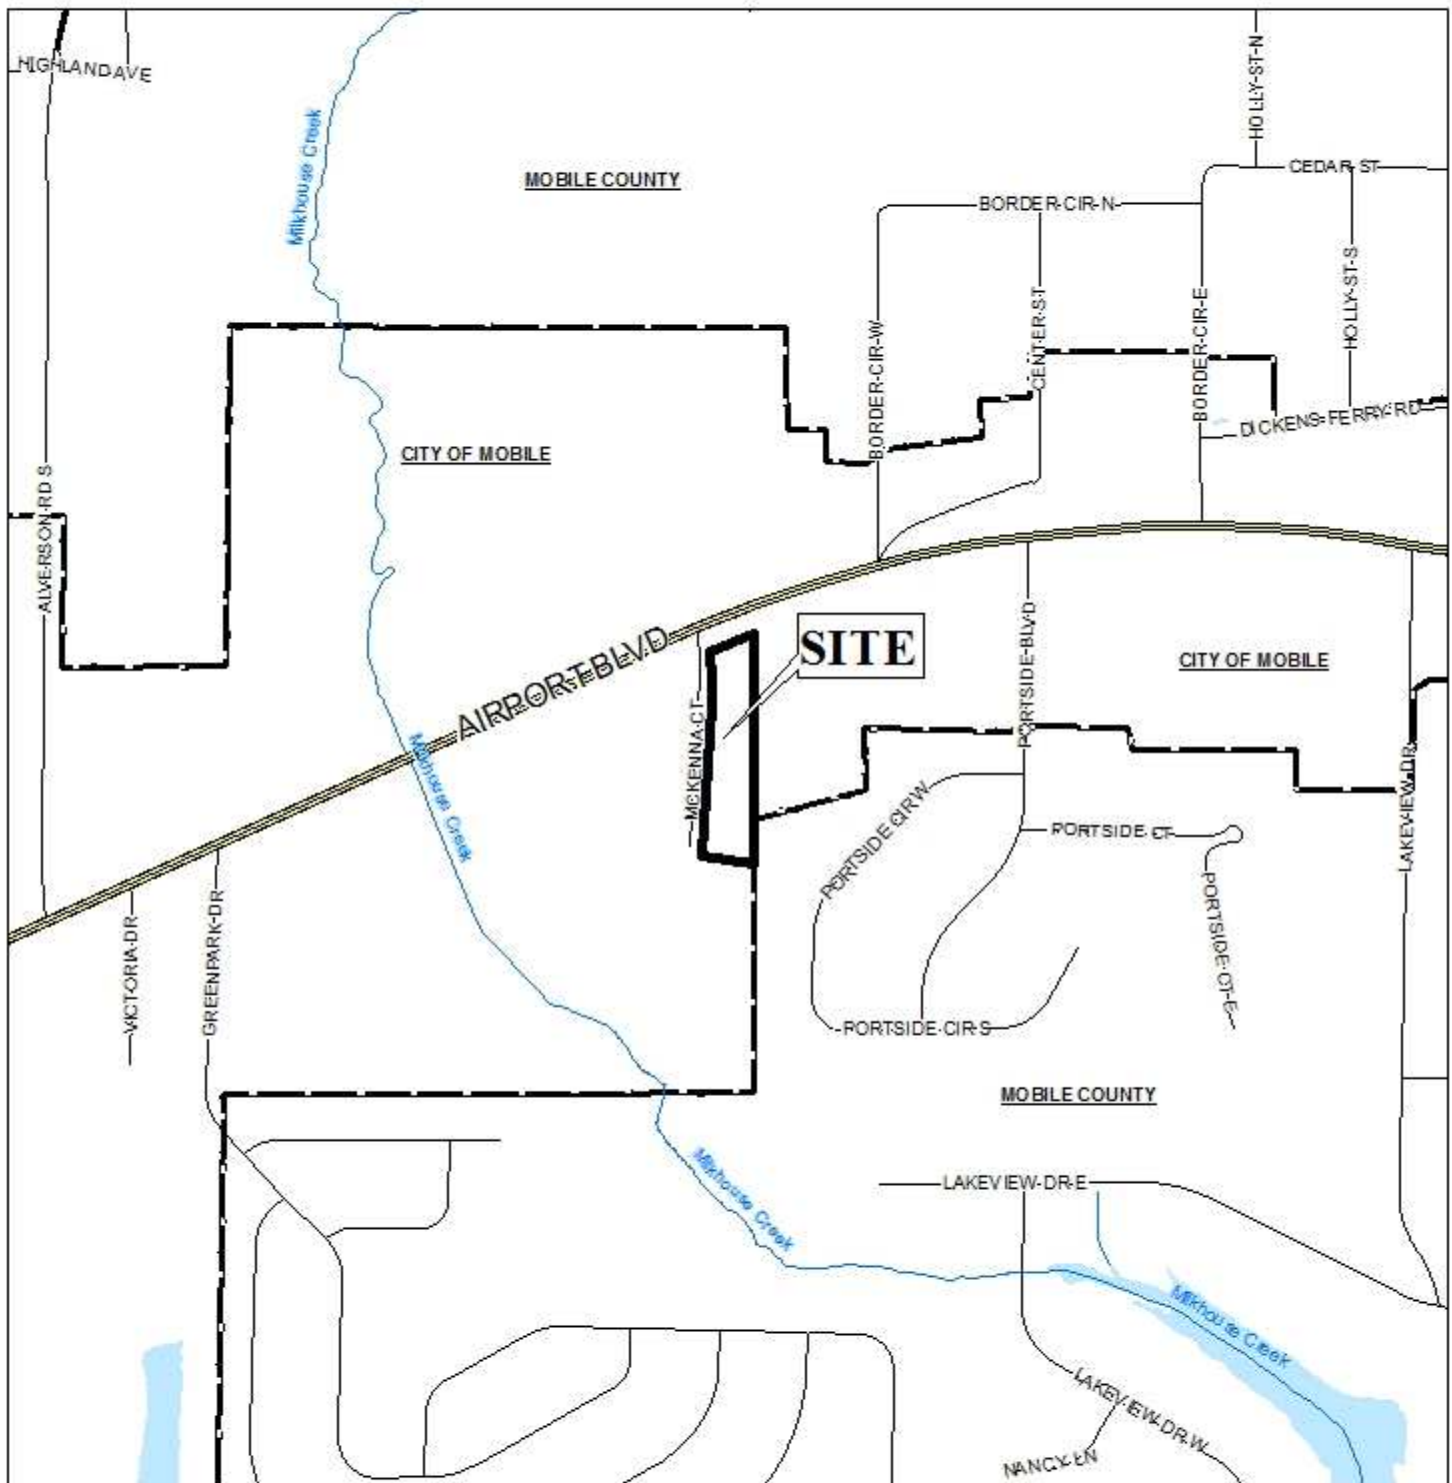 HIGHLAND AVE
HOLLY-ST-N
Milkhouse Creek
MOBILE COUNTY
CEDAR ST
BORDER-CIR-N
HOLLY-ST-S
CENTER-ST
BORDER-CIR-E
BORDER-CIR-W
DICKENS-FERRY-RD
CITY OF MOBILE
ALVERSON-RD S
AIRPORT-BLVD
SITE
PORTSIDE-BLVD
CITY OF MOBILE
MCKENNA-CT
Milkhouse Creek
LAKEVIEW-DR
PORTSIDE CIR W
PORTSIDE-CT
PORTSIDE-CT-E
VICTORIA-DR
GREENPARK-DR
PORTSIDE-CIR-S
MOBILE COUNTY
Milkhouse Creek
LAKEVIEW-DR-E
Milkhouse Creek
LAKEVIEW-DR-W
NANCY-LN